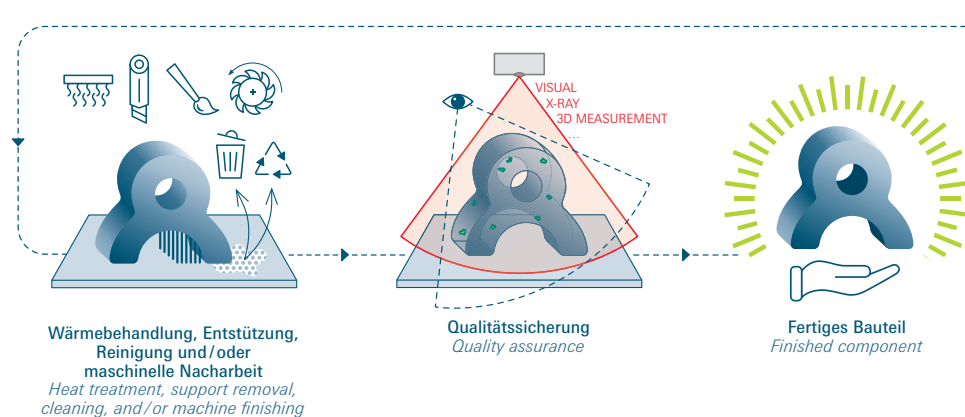 VISUAL
X-RAY
3D MEASUREMENT
...
Wärmebehandlung, Entstützung,
Reinigung und/oder
maschinelle Nacharbeit
Heat treatment, support removal,
cleaning, and/or machine finishing
Qualitätssicherung
Quality assurance
Fertiges Bauteil
Finished component